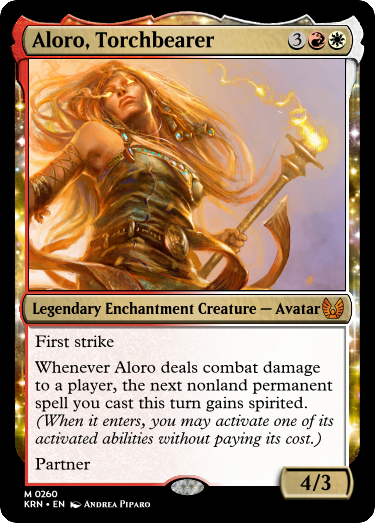 Aloro, Torchbearer 3
Legendary Enchantment Creature — Avatar
First strike
Whenever Aloro deals combat damage
to a player, the next nonland permanent
spell you cast this turn gains spirited.
(When it enters, you may activate one of its
activated abilities without paying its cost.)
Partner
4/3
M 0260
KRN • EN Andrea Piparo